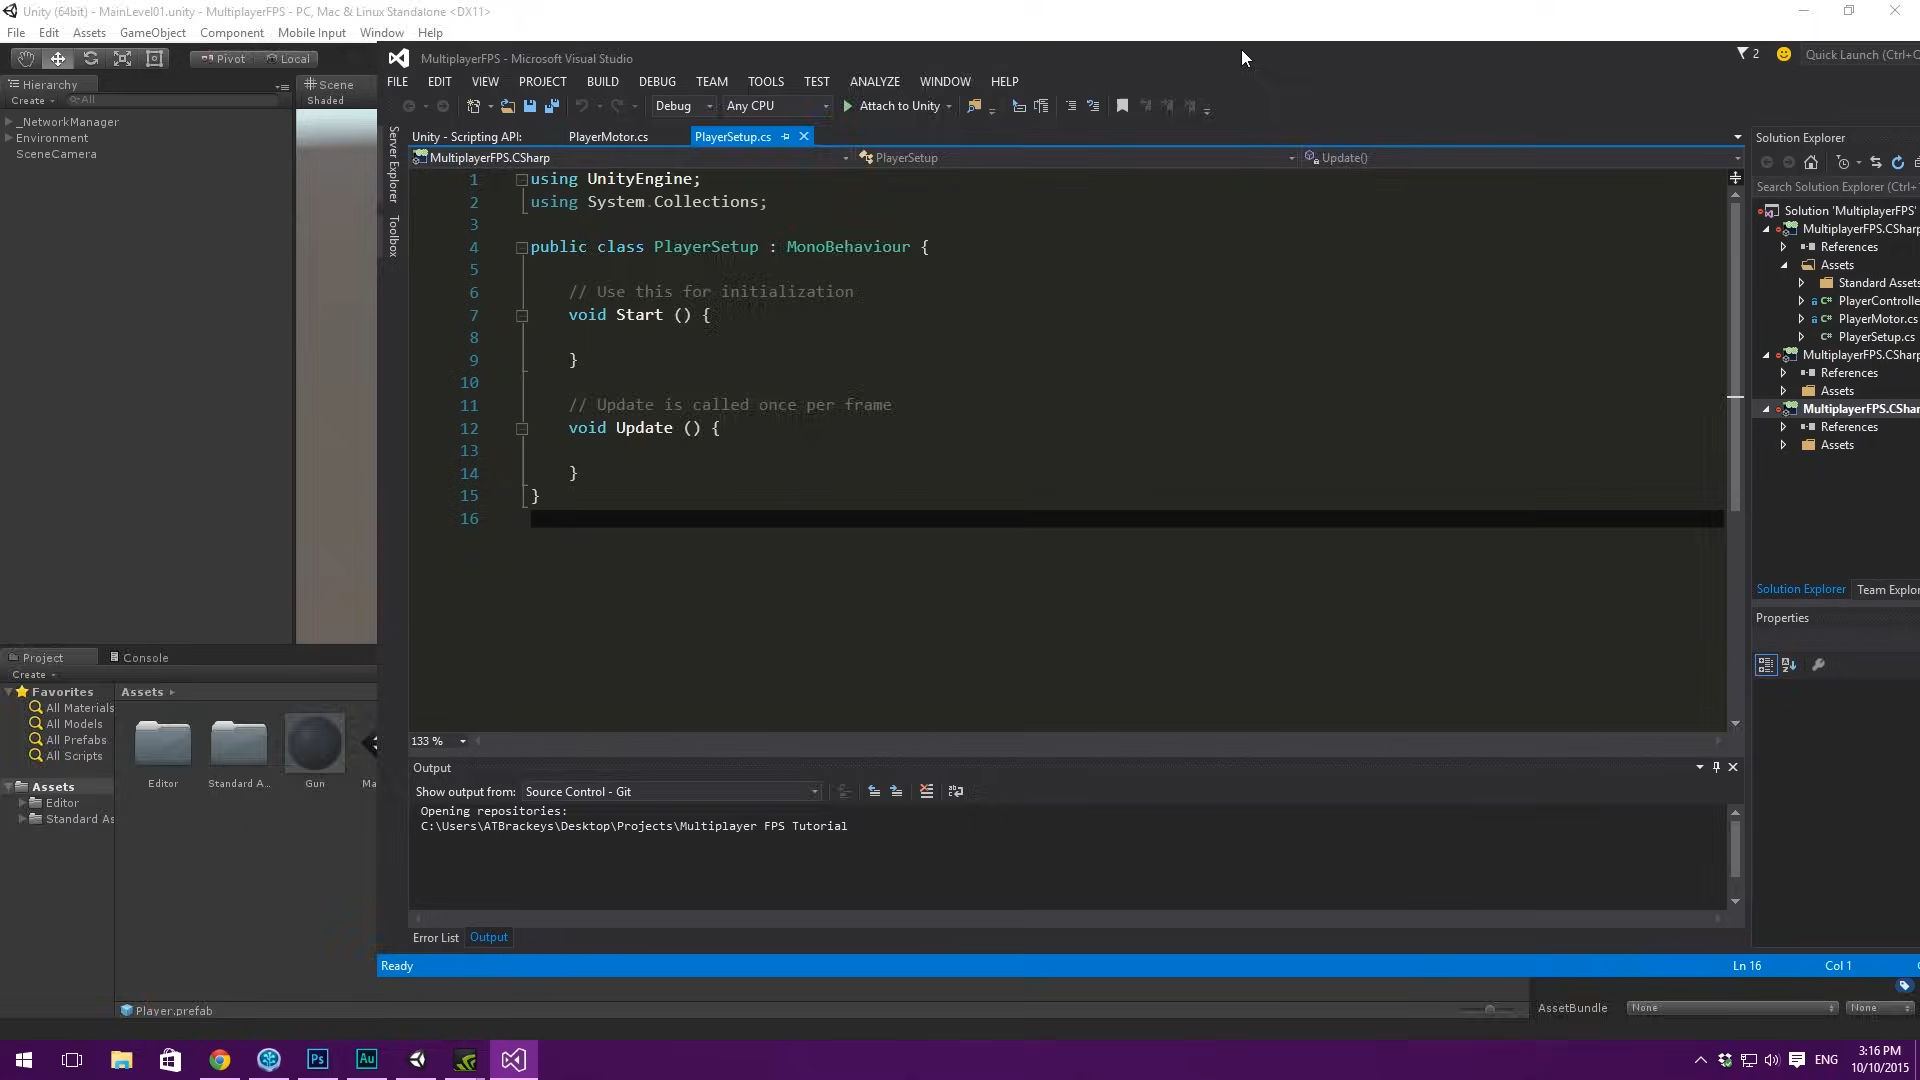 Unity (64bit) - MainLevel01.unity - MultiplayerFPS - PC, Mac & Linux Standalone <DX11>
File Edit Assets GameObject Component Mobile Input Window Help
Pivot Local
Hierarchy
Create All
_NetworkManager
Environment
SceneCamera
Scene
Shaded
MultiplayerFPS - Microsoft Visual Studio
2
Quick Launch (Ctrl+Q
FILE EDIT VIEW PROJECT BUILD DEBUG TEAM TOOLS TEST ANALYZE WINDOW HELP
Debug Any CPU Attach to Unity
Server Explorer
Toolbox
Unity - Scripting API: PlayerMotor.cs PlayerSetup.cs
MultiplayerFPS.CSharp PlayerSetup Update()
1 using UnityEngine;
2 using System.Collections;
3
4 public class PlayerSetup : MonoBehaviour {
5
6 // Use this for initialization
7 void Start () {
8
9 }
10
11 // Update is called once per frame
12 void Update () {
13
14 }
15 }
16
133 %
Output
Show output from: Source Control - Git
Opening repositories:
C:\Users\ATBrackeys\Desktop\Projects\Multiplayer FPS Tutorial
Error List Output
Ready Ln 16 Col 1
Solution Explorer
Search Solution Explorer (Ctrl+
Solution 'MultiplayerFPS'
MultiplayerFPS.CSharp
References
Assets
Standard Assets
PlayerControlle
PlayerMotor.cs
PlayerSetup.cs
MultiplayerFPS.CSharp
References
Assets
MultiplayerFPS.CShar
References
Assets
Solution Explorer Team Explor
Properties
Project Console
Create
Favorites
All Materials
All Models
All Prefabs
All Scripts
Assets
Editor
Standard As
Assets
Editor Standard A... Gun Ma
Player.prefab
AssetBundle None None
Ps Au
ENG
3:16 PM
10/10/2015